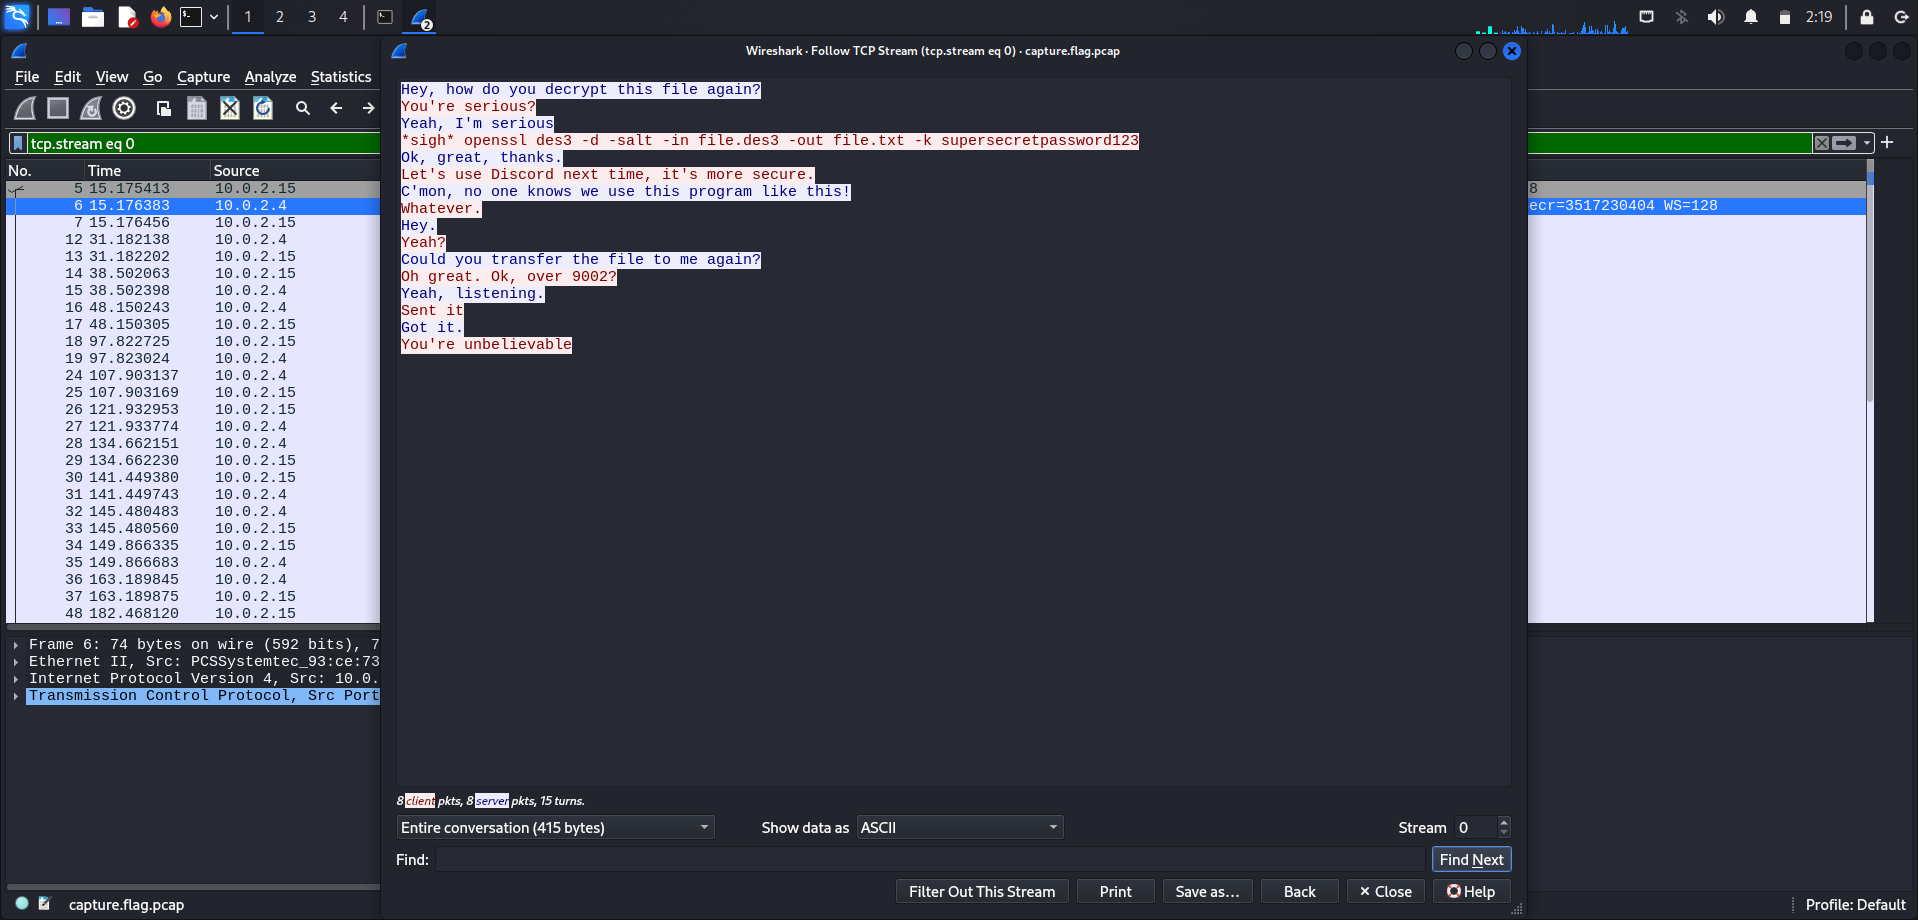 1 2 3 4 2 2:19
Wireshark · Follow TCP Stream (tcp.stream eq 0) · capture.flag.pcap
File Edit View Go Capture Analyze Statistics
tcp.stream eq 0
No. Time Source
5 15.175413 10.0.2.15
8
6 15.176383 10.0.2.4
ecr=3517230404 WS=128
7 15.176456 10.0.2.15
12 31.182138 10.0.2.4
13 31.182202 10.0.2.15
14 38.502063 10.0.2.15
15 38.502398 10.0.2.4
16 48.150243 10.0.2.4
17 48.150305 10.0.2.15
18 97.822725 10.0.2.15
19 97.823024 10.0.2.4
24 107.903137 10.0.2.4
25 107.903169 10.0.2.15
26 121.932953 10.0.2.15
27 121.933774 10.0.2.4
28 134.662151 10.0.2.4
29 134.662230 10.0.2.15
30 141.449380 10.0.2.15
31 141.449743 10.0.2.4
32 145.480483 10.0.2.4
33 145.480560 10.0.2.15
34 149.866335 10.0.2.15
35 149.866683 10.0.2.4
36 163.189845 10.0.2.4
37 163.189875 10.0.2.15
48 182.468120 10.0.2.15
Frame 6: 74 bytes on wire (592 bits), 7
Ethernet II, Src: PCSSystemtec_93:ce:73
Internet Protocol Version 4, Src: 10.0.
Transmission Control Protocol, Src Port
Hey, how do you decrypt this file again?
You're serious?
Yeah, I'm serious
*sigh* openssl des3 -d -salt -in file.des3 -out file.txt -k supersecretpassword123
Ok, great, thanks.
Let's use Discord next time, it's more secure.
C'mon, no one knows we use this program like this!
Whatever.
Hey.
Yeah?
Could you transfer the file to me again?
Oh great. Ok, over 9002?
Yeah, listening.
Sent it
Got it.
You're unbelievable
8 client pkts, 8 server pkts, 15 turns.
Entire conversation (415 bytes) Show data as ASCII Stream 0
Find: Find Next
Filter Out This Stream Print Save as... Back Close Help
capture.flag.pcap Profile: Default